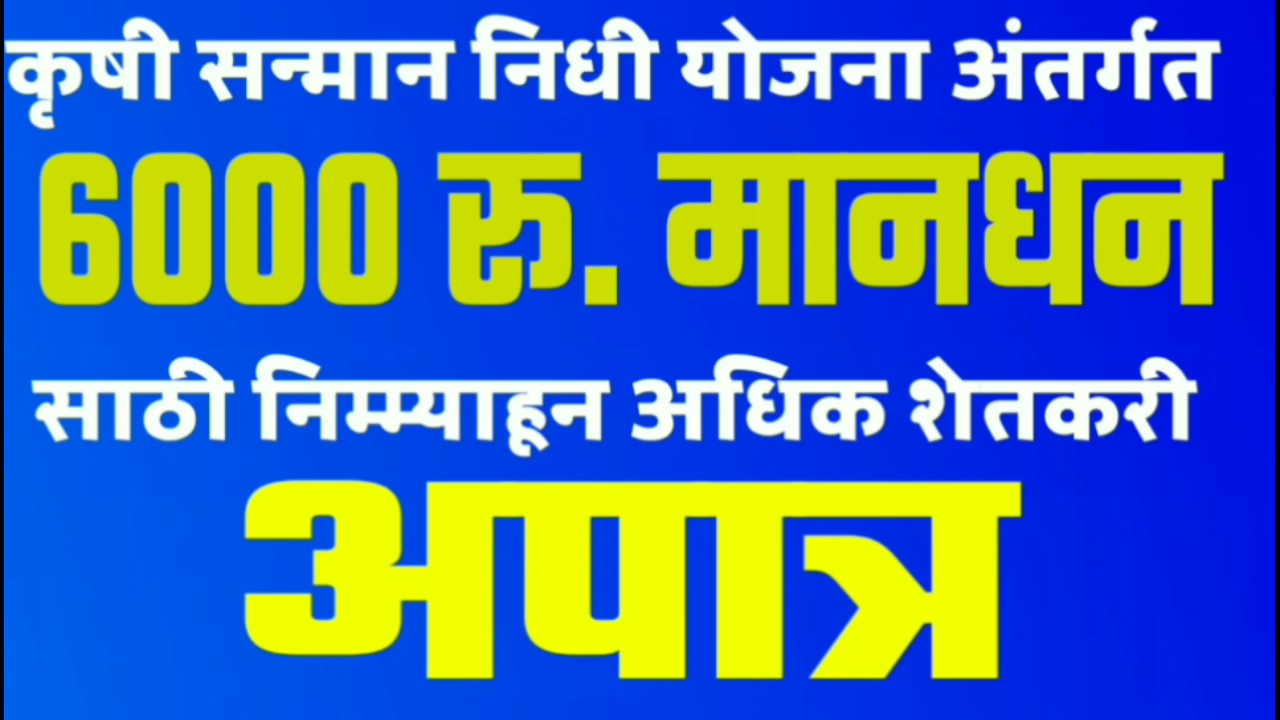 कृषी सन्मान निधी योजना अंतर्गत
6000 रु. मानधन
साठी निम्म्याहून अधिक शेतकरी
अपात्र